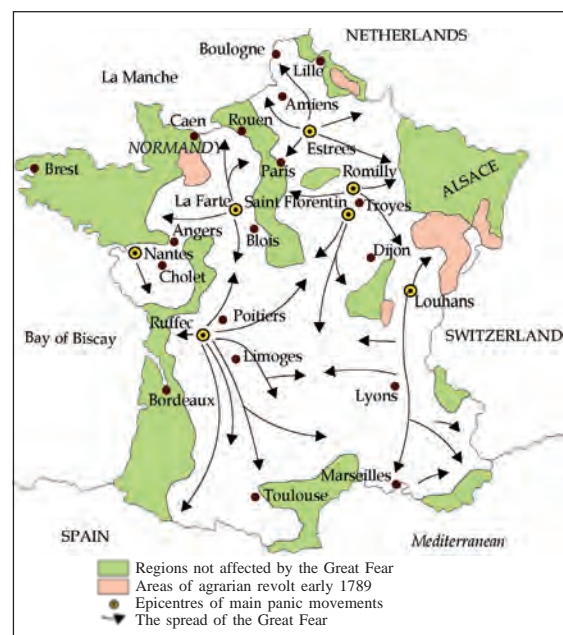 NETHERLANDS
Boulogne
Lille
La Manche
Amiens
Caen
Rouen
NORMANDY
Estrees
Brest
Paris
Romilly
ALSACE
La Farte
Saint Florentin
Troyes
Angers
Blois
Nantes
Dijon
Cholet
Louhans
Ruffec
Poitiers
Bay of Biscay
SWITZERLAND
Limoges
Bordeaux
Lyons
Marseilles
Toulouse
SPAIN
Mediterranean
Regions not affected by the Great Fear
Areas of agrarian revolt early 1789
Epicentres of main panic movements
The spread of the Great Fear